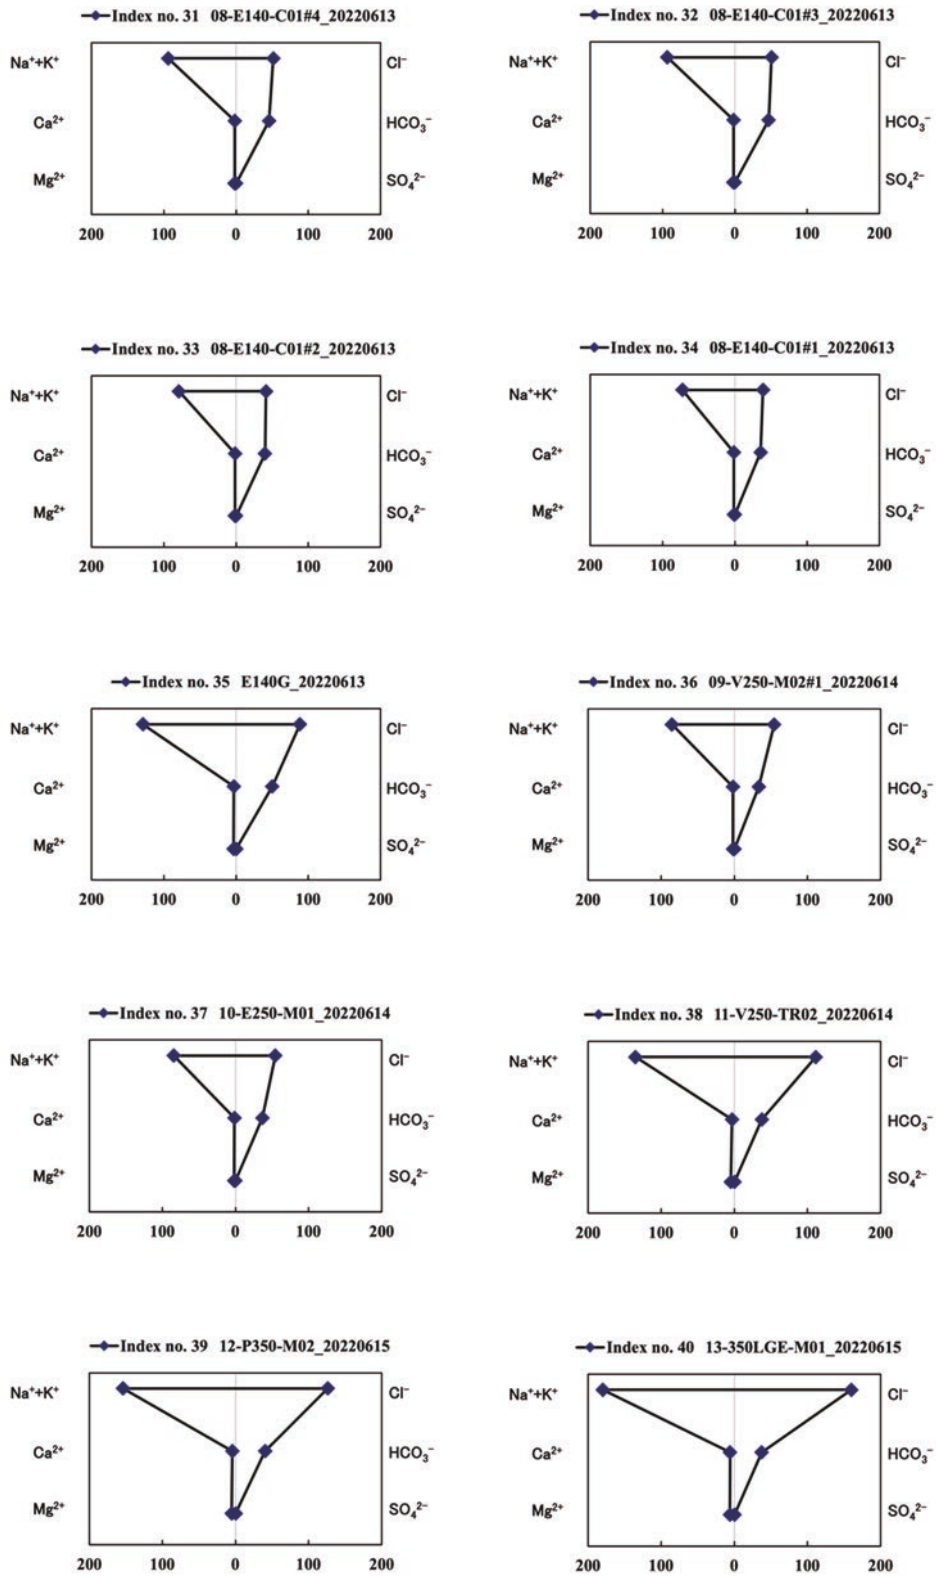 Index no. 31 08-E140-C01#4_20220613
Na⁺+K⁺ Cl⁻
Ca²⁺ HCO₃⁻
Mg²⁺ SO₄²⁻
200 100 0 100 200
Index no. 32 08-E140-C01#3_20220613
Na⁺+K⁺ Cl⁻
Ca²⁺ HCO₃⁻
Mg²⁺ SO₄²⁻
200 100 0 100 200
Index no. 33 08-E140-C01#2_20220613
Na⁺+K⁺ Cl⁻
Ca²⁺ HCO₃⁻
Mg²⁺ SO₄²⁻
200 100 0 100 200
Index no. 34 08-E140-C01#1_20220613
Na⁺+K⁺ Cl⁻
Ca²⁺ HCO₃⁻
Mg²⁺ SO₄²⁻
200 100 0 100 200
Index no. 35 E140G_20220613
Na⁺+K⁺ Cl⁻
Ca²⁺ HCO₃⁻
Mg²⁺ SO₄²⁻
200 100 0 100 200
Index no. 36 09-V250-M02#1_20220614
Na⁺+K⁺ Cl⁻
Ca²⁺ HCO₃⁻
Mg²⁺ SO₄²⁻
200 100 0 100 200
Index no. 37 10-E250-M01_20220614
Na⁺+K⁺ Cl⁻
Ca²⁺ HCO₃⁻
Mg²⁺ SO₄²⁻
200 100 0 100 200
Index no. 38 11-V250-TR02_20220614
Na⁺+K⁺ Cl⁻
Ca²⁺ HCO₃⁻
Mg²⁺ SO₄²⁻
200 100 0 100 200
Index no. 39 12-P350-M02_20220615
Na⁺+K⁺ Cl⁻
Ca²⁺ HCO₃⁻
Mg²⁺ SO₄²⁻
200 100 0 100 200
Index no. 40 13-350LGE-M01_20220615
Na⁺+K⁺ Cl⁻
Ca²⁺ HCO₃⁻
Mg²⁺ SO₄²⁻
200 100 0 100 200